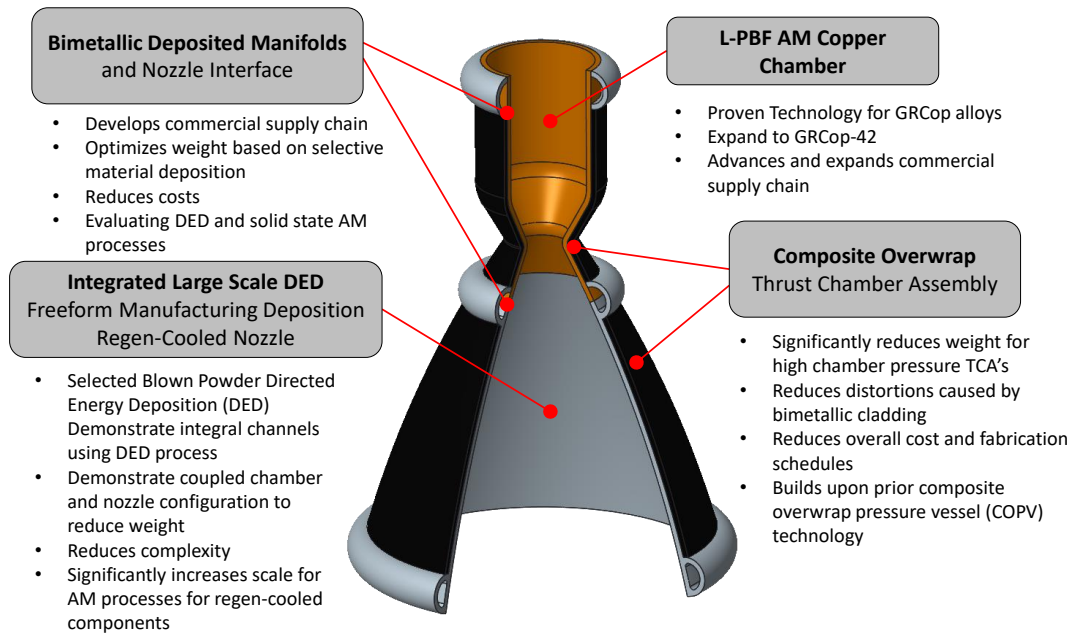 Bimetallic Deposited Manifolds
and Nozzle Interface
• Develops commercial supply chain
• Optimizes weight based on selective
material deposition
• Reduces costs
• Evaluating DED and solid state AM
processes
Integrated Large Scale DED
Freeform Manufacturing Deposition
Regen-Cooled Nozzle
• Selected Blown Powder Directed
Energy Deposition (DED)
Demonstrate integral channels
using DED process
• Demonstrate coupled chamber
and nozzle configuration to
reduce weight
• Reduces complexity
• Significantly increases scale for
AM processes for regen-cooled
components
L-PBF AM Copper
Chamber
• Proven Technology for GRCop alloys
• Expand to GRCop-42
• Advances and expands commercial
supply chain
Composite Overwrap
Thrust Chamber Assembly
• Significantly reduces weight for
high chamber pressure TCA's
• Reduces distortions caused by
bimetallic cladding
• Reduces overall cost and fabrication
schedules
• Builds upon prior composite
overwrap pressure vessel (COPV)
technology